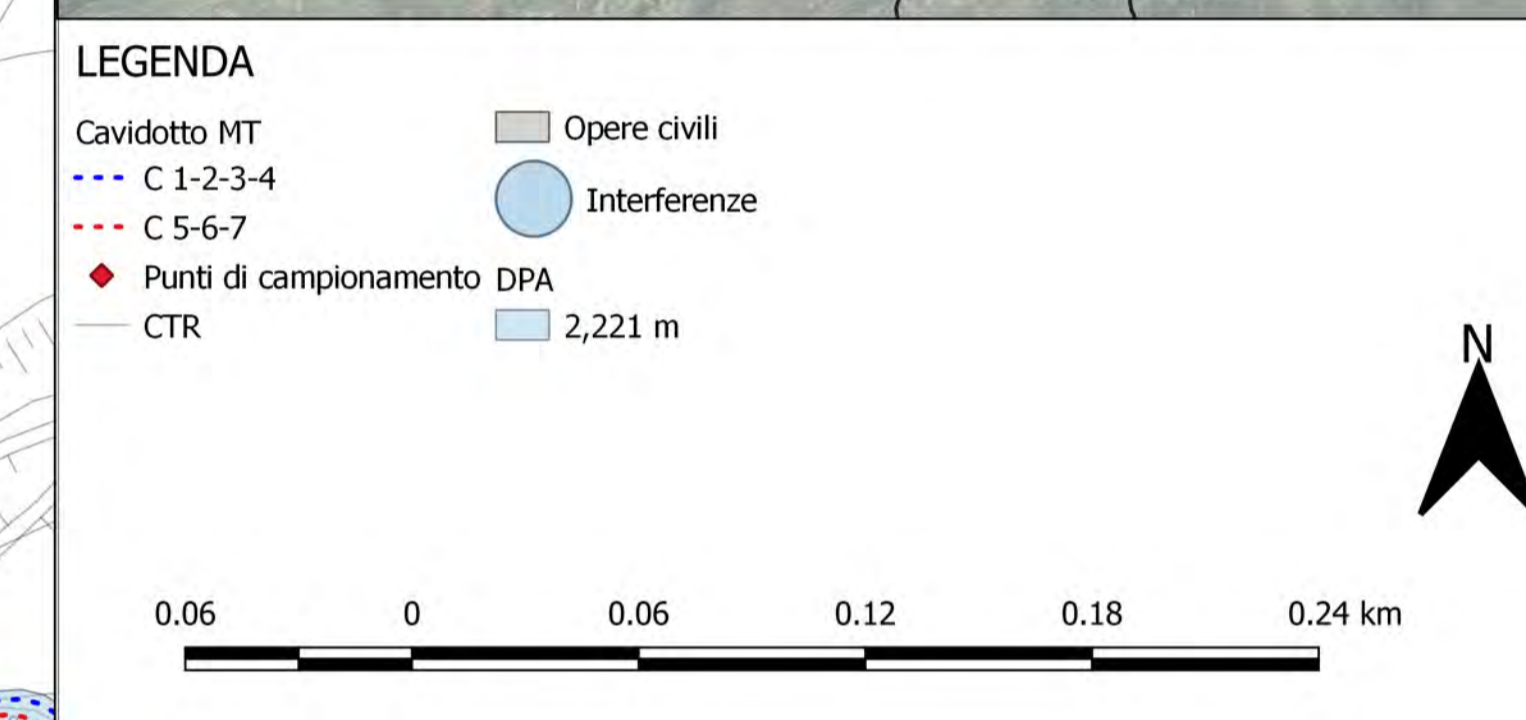 LEGENDA
Cavidotto MT
C 1-2-3-4
C 5-6-7
Punti di campionamento
CTR
Opere civili
Interferenze
DPA
2,221 m
N
0.06 0 0.06 0.12 0.18 0.24 km